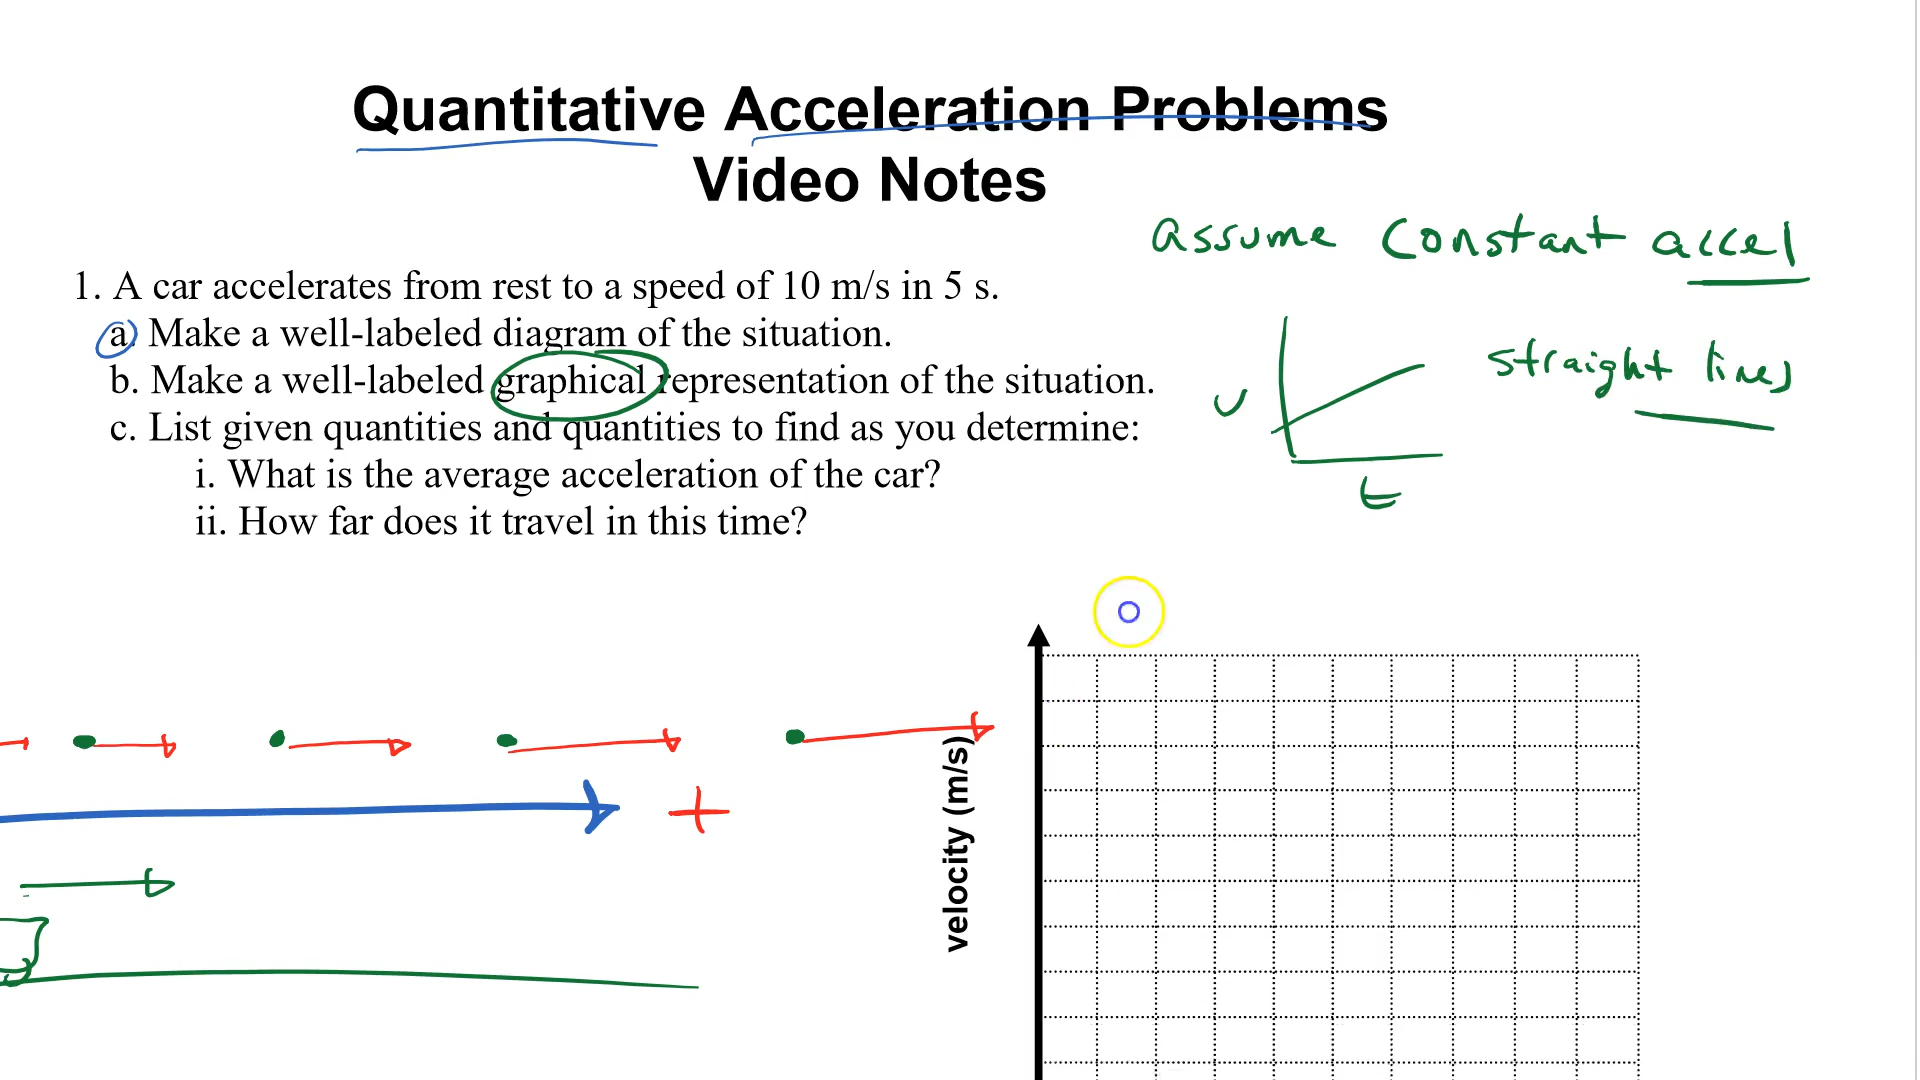 Quantitative Acceleration Problems
Video Notes
assume constant accel
1. A car accelerates from rest to a speed of 10 m/s in 5 s.
a. Make a well-labeled diagram of the situation.
b. Make a well-labeled graphical representation of the situation.
c. List given quantities and quantities to find as you determine:
i. What is the average acceleration of the car?
ii. How far does it travel in this time?
straight lines
v
t
+
velocity (m/s)